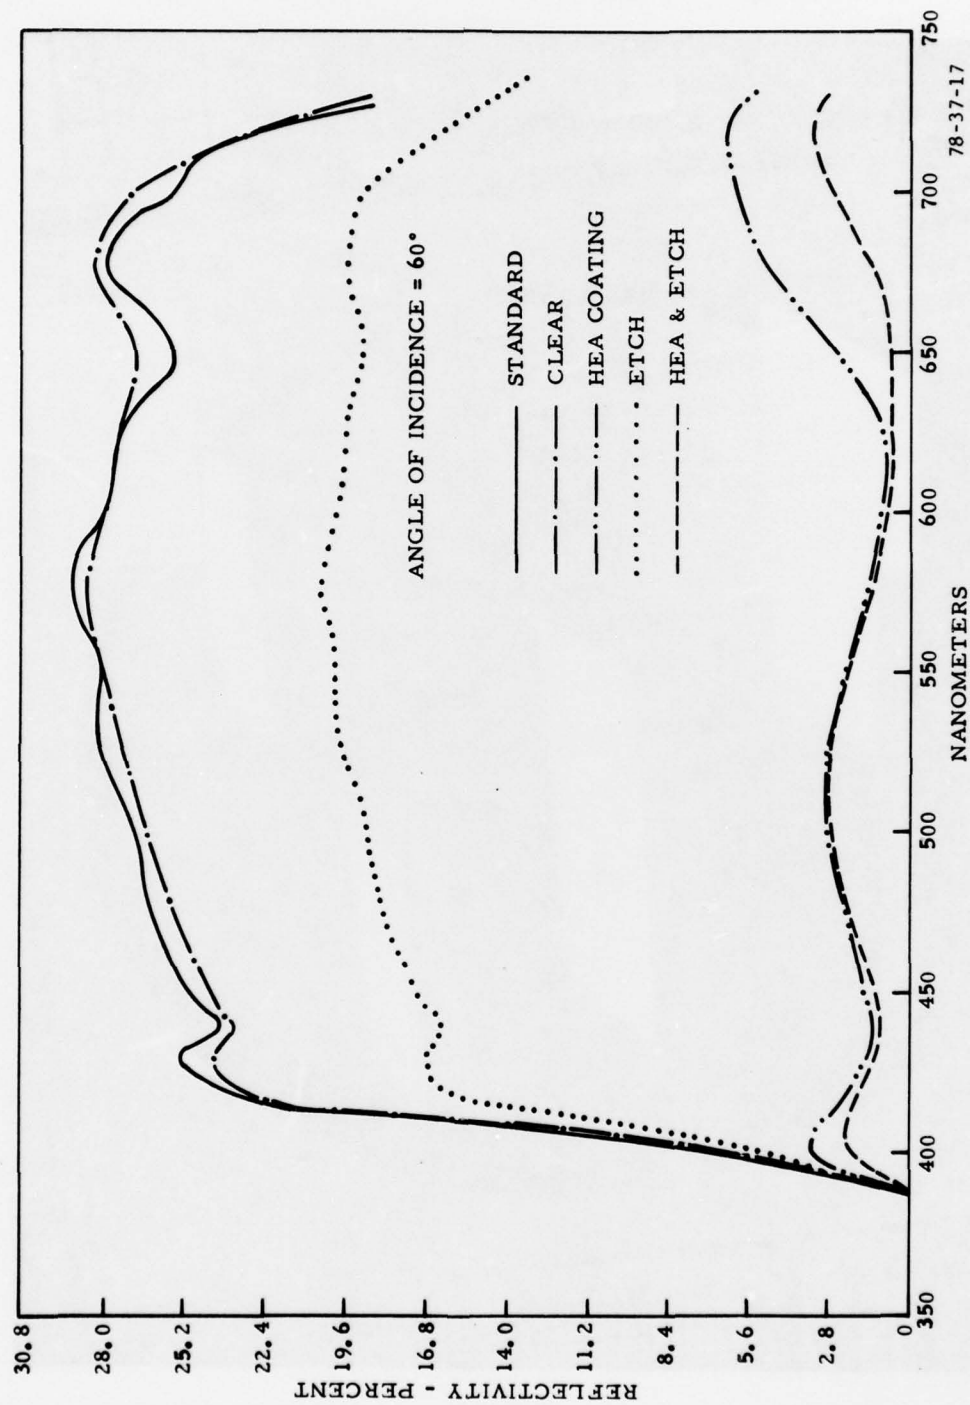 30.8
28.0
25.2
22.4
19.6
16.8
14.0
11.2
8.4
5.6
2.8
0
REFLECTIVITY - PERCENT
ANGLE OF INCIDENCE = 60°
STANDARD
CLEAR
HEA COATING
ETCH
HEA & ETCH
350
400
450
500
550
600
650
700
750
NANOMETERS
78-37-17